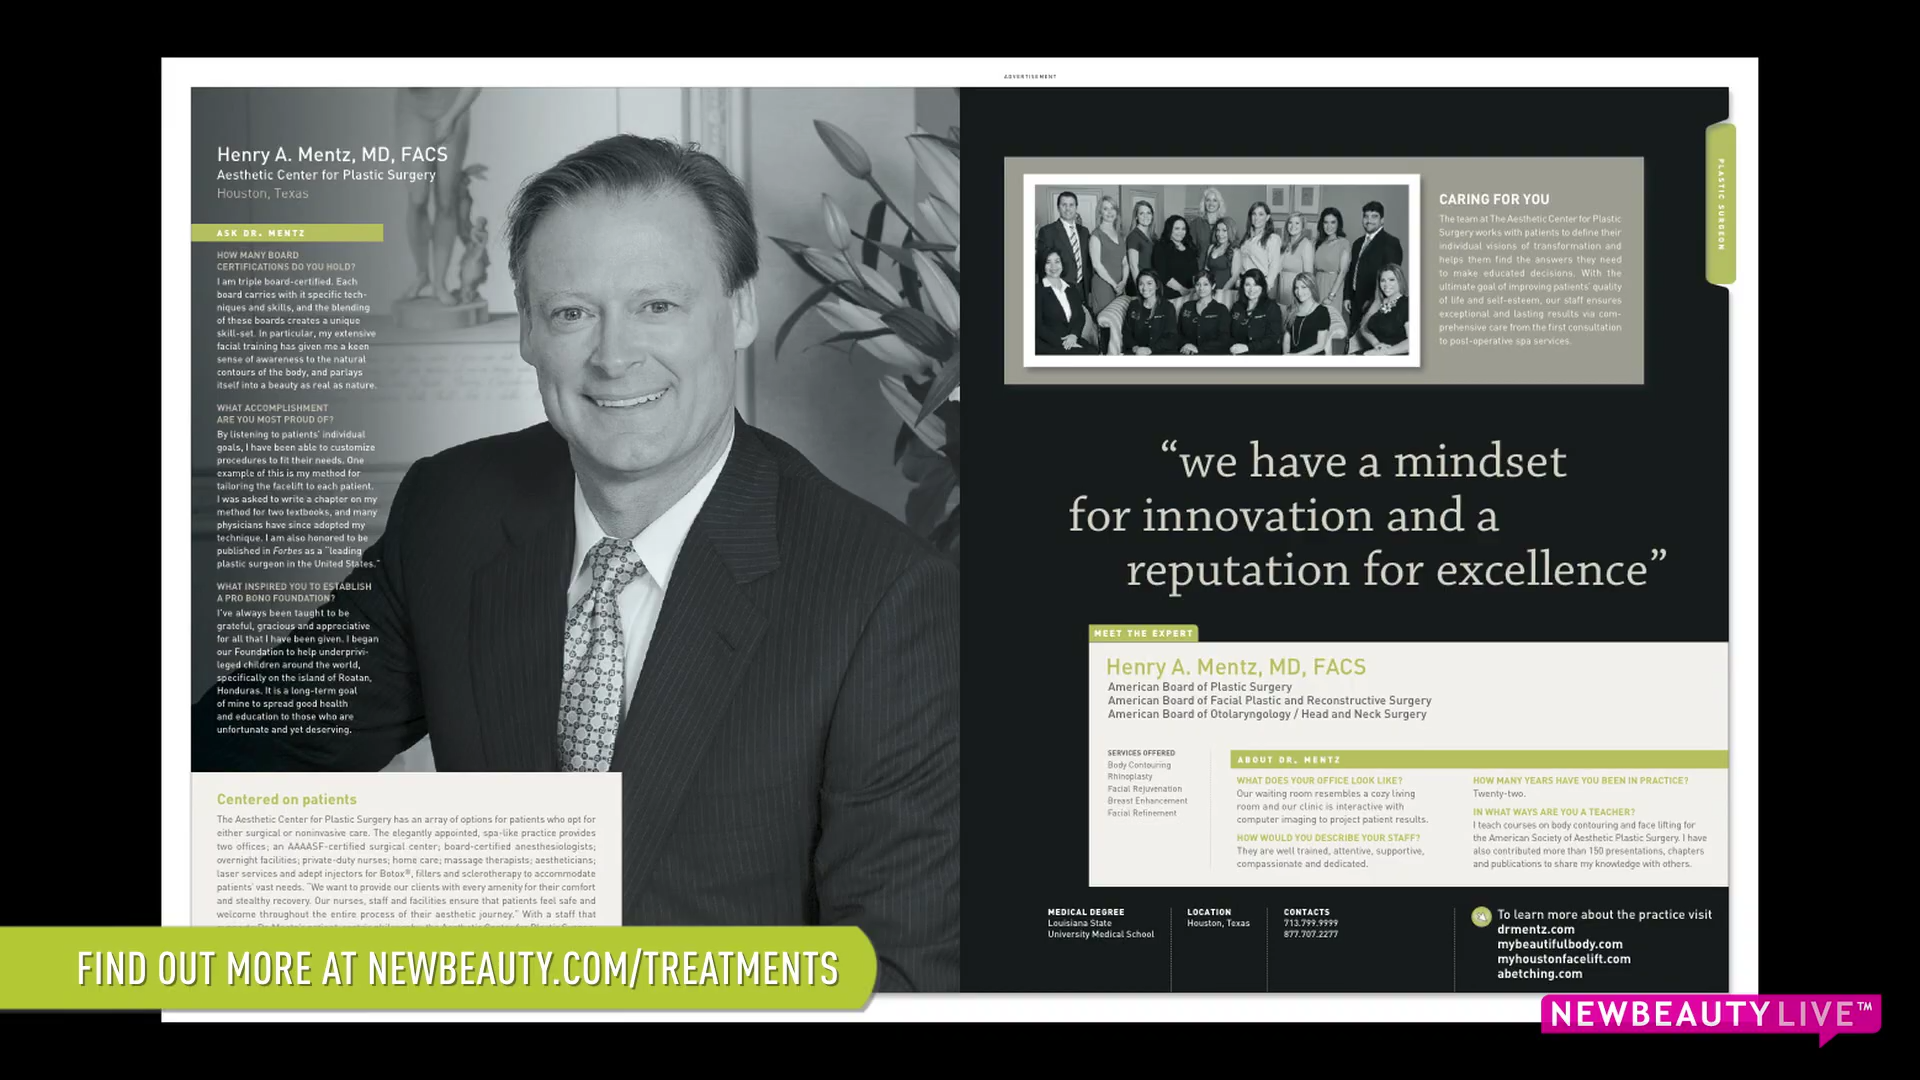 ADVERTISEMENT
Henry A. Mentz, MD, FACS
Aesthetic Center for Plastic Surgery
Houston, Texas
ASK DR. MENTZ
HOW MANY BOARD
CERTIFICATIONS DO YOU HOLD?
I am triple board-certified. Each
board carries with it specific tech-
niques and skills, and the blending
of these boards creates a unique
skill-set. In particular, my extensive
facial training has given me a keen
sense of awareness to the natural
contours of the body, and parlays
itself into a beauty as real as nature.
WHAT ACCOMPLISHMENT
ARE YOU MOST PROUD OF?
By listening to patients' individual
goals, I have been able to customize
procedures to fit their needs. One
example of this is my method for
tailoring the facelift to each patient.
I was asked to write a chapter on my
method for two textbooks, and many
physicians have since adopted my
technique. I am also honored to be
published in Forbes as a "leading
plastic surgeon in the United States."
WHAT INSPIRED YOU TO ESTABLISH
A PRO BONO FOUNDATION?
I've always been taught to be
grateful, gracious and appreciative
for all that I have been given. I began
our Foundation to help underprivi-
leged children around the world,
specifically on the island of Roatan,
Honduras. It is a long-term goal
of mine to spread good health
and education to those who are
unfortunate and yet deserving.
Centered on patients
The Aesthetic Center for Plastic Surgery has an array of options for patients who opt for
either surgical or noninvasive care. The elegantly appointed, spa-like practice provides
two offices; an AAAASF-certified surgical center; board-certified anesthesiologists;
overnight facilities; private-duty nurses; home care; massage therapists; aestheticians;
laser services and adept injectors for Botox®, fillers and sclerotherapy to accommodate
patients' vast needs. "We want to provide our clients with every amenity for their comfort
and stealthy recovery. Our nurses, staff and facilities ensure that patients feel safe and
welcome throughout the entire process of their aesthetic journey." With a staff that
FIND OUT MORE AT NEWBEAUTY.COM/TREATMENTS
PLASTIC SURGEON
CARING FOR YOU
The team at The Aesthetic Center for Plastic
Surgery works with patients to define their
individual visions of transformation and
helps them find the answers they need
to make educated decisions. With the
ultimate goal of improving patients' quality
of life and self-esteem, our staff ensures
exceptional and lasting results via com-
prehensive care from the first consultation
to post-operative spa services.
"we have a mindset
for innovation and a
reputation for excellence"
MEET THE EXPERT
Henry A. Mentz, MD, FACS
American Board of Plastic Surgery
American Board of Facial Plastic and Reconstructive Surgery
American Board of Otolaryngology / Head and Neck Surgery
SERVICES OFFERED
Body Contouring
Rhinoplasty
Facial Rejuvenation
Breast Enhancement
Facial Refinement
ABOUT DR. MENTZ
WHAT DOES YOUR OFFICE LOOK LIKE?
Our waiting room resembles a cozy living
room and our clinic is interactive with
computer imaging to project patient results.
HOW WOULD YOU DESCRIBE YOUR STAFF?
They are well trained, attentive, supportive,
compassionate and dedicated.
HOW MANY YEARS HAVE YOU BEEN IN PRACTICE?
Twenty-two.
IN WHAT WAYS ARE YOU A TEACHER?
I teach courses on body contouring and face lifting for
the American Society of Aesthetic Plastic Surgery. I have
also contributed more than 150 presentations, chapters
and publications to share my knowledge with others.
MEDICAL DEGREE
Louisiana State
University Medical School
LOCATION
Houston, Texas
CONTACTS
713.799.9999
877.707.2277
To learn more about the practice visit
drmentz.com
mybeautifulbody.com
myhoustonfacelift.com
abetching.com
NEWBEAUTY LIVE™